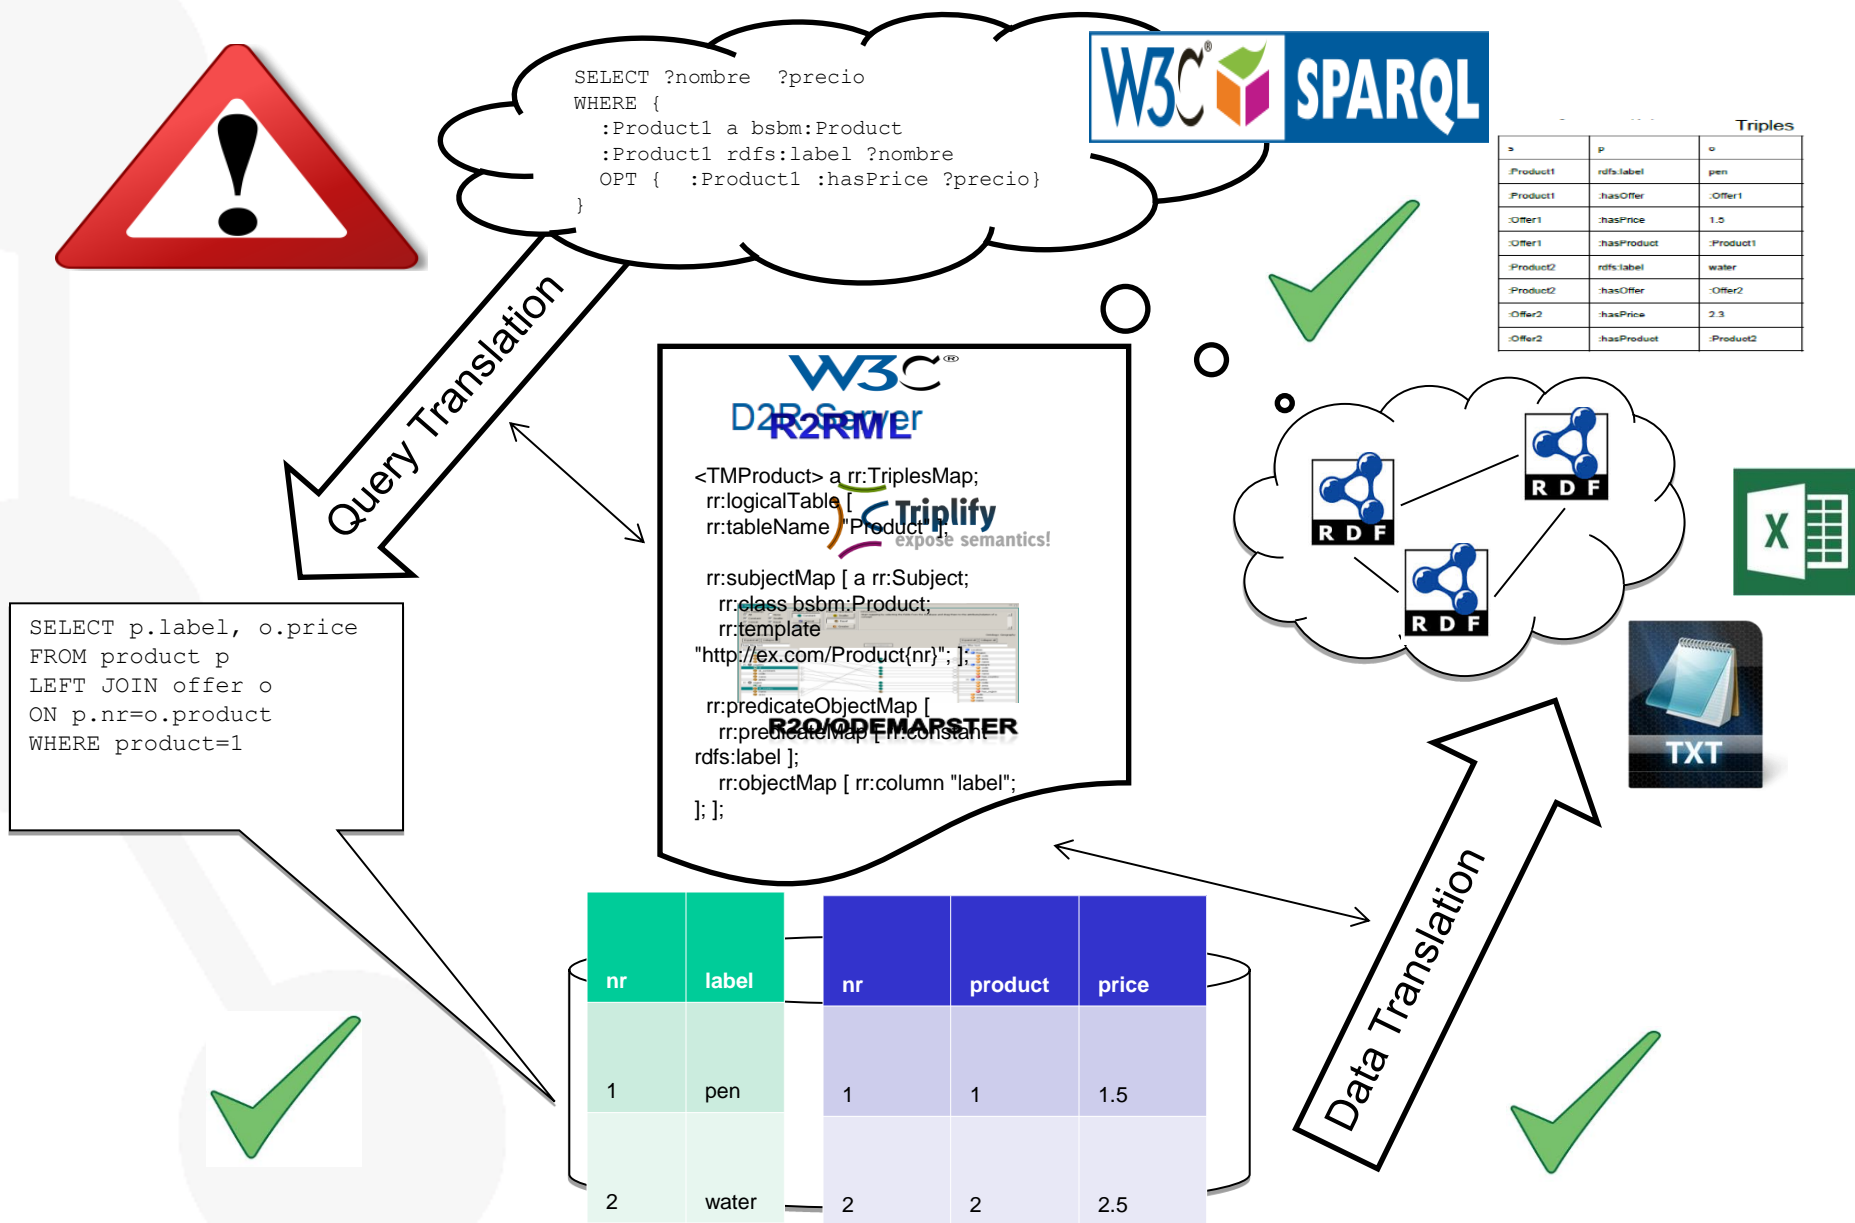 SELECT ?nombre  ?precio
WHERE {
:Product1 a bsbm:Product
:Product1 rdfs:label ?nombre
OPT {  :Product1 :hasPrice ?precio}
}
W3C® SPARQL
Triples
s p o
:Product1 rdfs:label pen
:Product1 :hasOffer :Offer1
:Offer1 :hasPrice 1.5
:Offer1 :hasProduct :Product1
:Product2 rdfs:label water
:Product2 :hasOffer :Offer2
:Offer2 :hasPrice 2.3
:Offer2 :hasProduct :Product2
Query Translation
W3C®
D2R Server
R2RML
<TMProduct> a rr:TriplesMap;
rr:logicalTable [
rr:tableName "Product" ];
Triplify
expose semantics!
rr:subjectMap [ a rr:Subject;
rr:class bsbm:Product;
rr:template
"http://ex.com/Product{nr}"; ];
rr:predicateObjectMap [
rr:predicateMap [ rr:constant
rdfs:label ];
rr:objectMap [ rr:column "label";
]; ];
R2O/ODEMAPSTER
RDF
RDF
RDF
X
TXT
SELECT p.label, o.price
FROM product p
LEFT JOIN offer o
ON p.nr=o.product
WHERE product=1
Data Translation
nr label
1 pen
2 water
nr product price
1 1 1.5
2 2 2.5